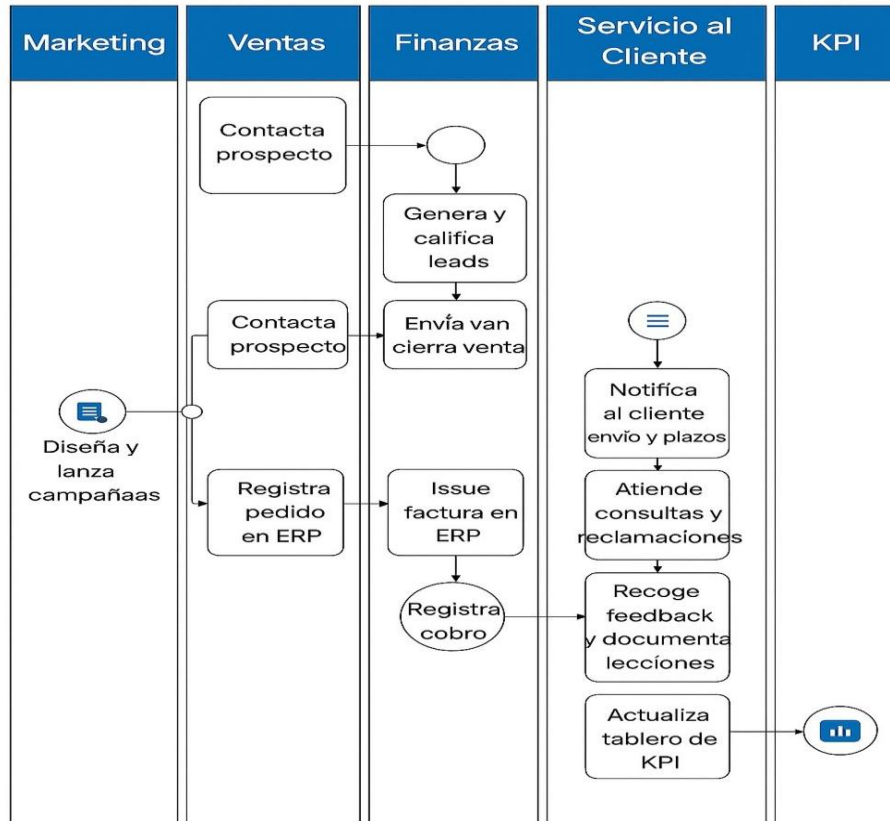 Marketing
Ventas
Finanzas
Servicio al
Cliente
KPI
Contacta
prospecto
Genera y
califica
leads
Contacta
prospecto
Envía van
cierra venta
Notifica
al cliente
envío y plazos
Diseña y
lanza
campañaas
Registra
pedido
en ERP
Issue
factura en
ERP
Atiende
consultas y
reclamaciones
Registra
cobro
Recoge
feedback
y documenta
lecciones
Actualiza
tablero de
KPI